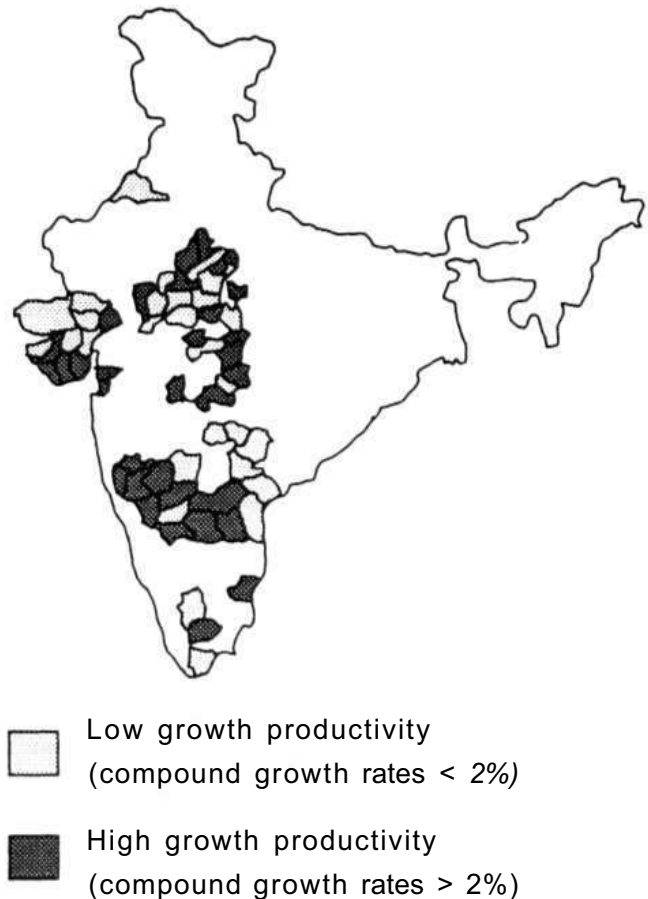 Low growth productivity
(compound growth rates < 2%)
High growth productivity
(compound growth rates > 2%)